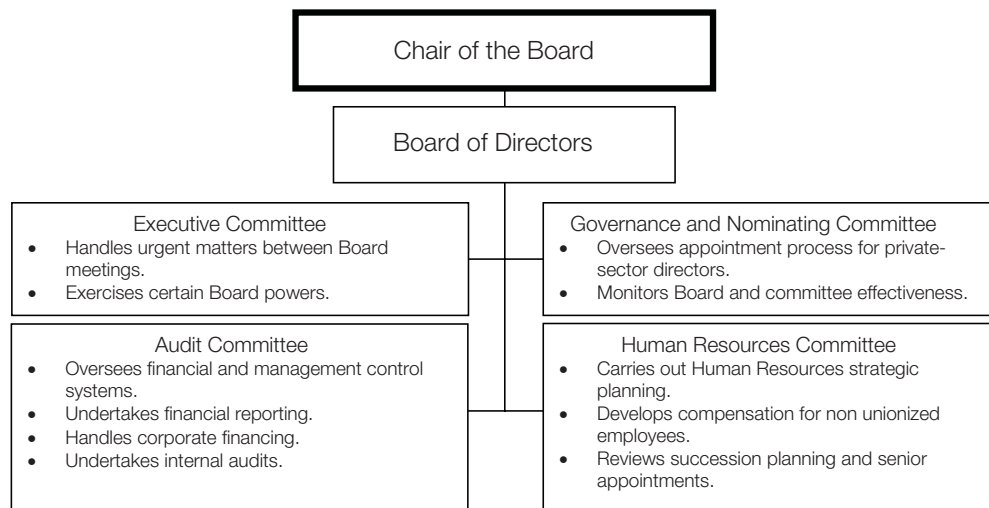 Chair of the Board
Board of Directors
Executive Committee
• Handles urgent matters between Board
meetings.
• Exercises certain Board powers.
Governance and Nominating Committee
• Oversees appointment process for private-
sector directors.
• Monitors Board and committee effectiveness.
Audit Committee
• Oversees financial and management control
systems.
• Undertakes financial reporting.
• Handles corporate financing.
• Undertakes internal audits.
Human Resources Committee
• Carries out Human Resources strategic
planning.
• Develops compensation for non unionized
employees.
• Reviews succession planning and senior
appointments.